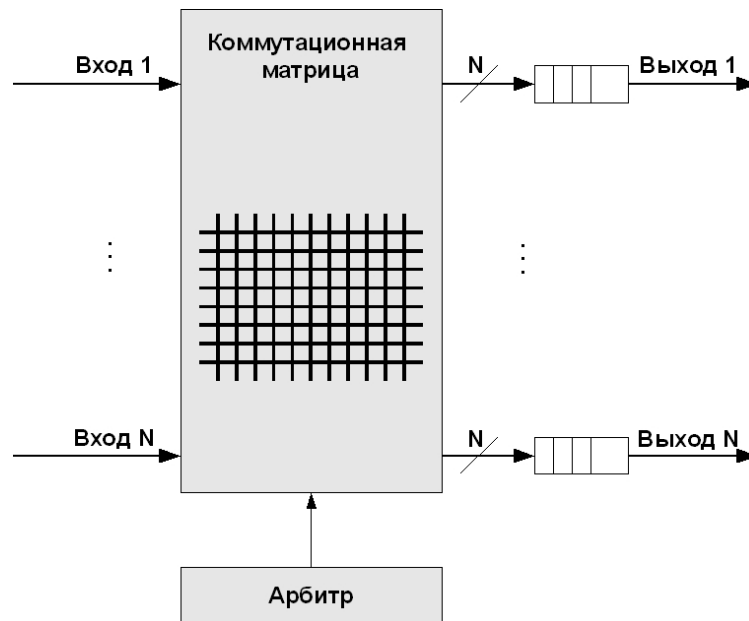 Коммутационная
матрица
Вход 1
N
Выход 1
Вход N
N
Выход N
Арбитр